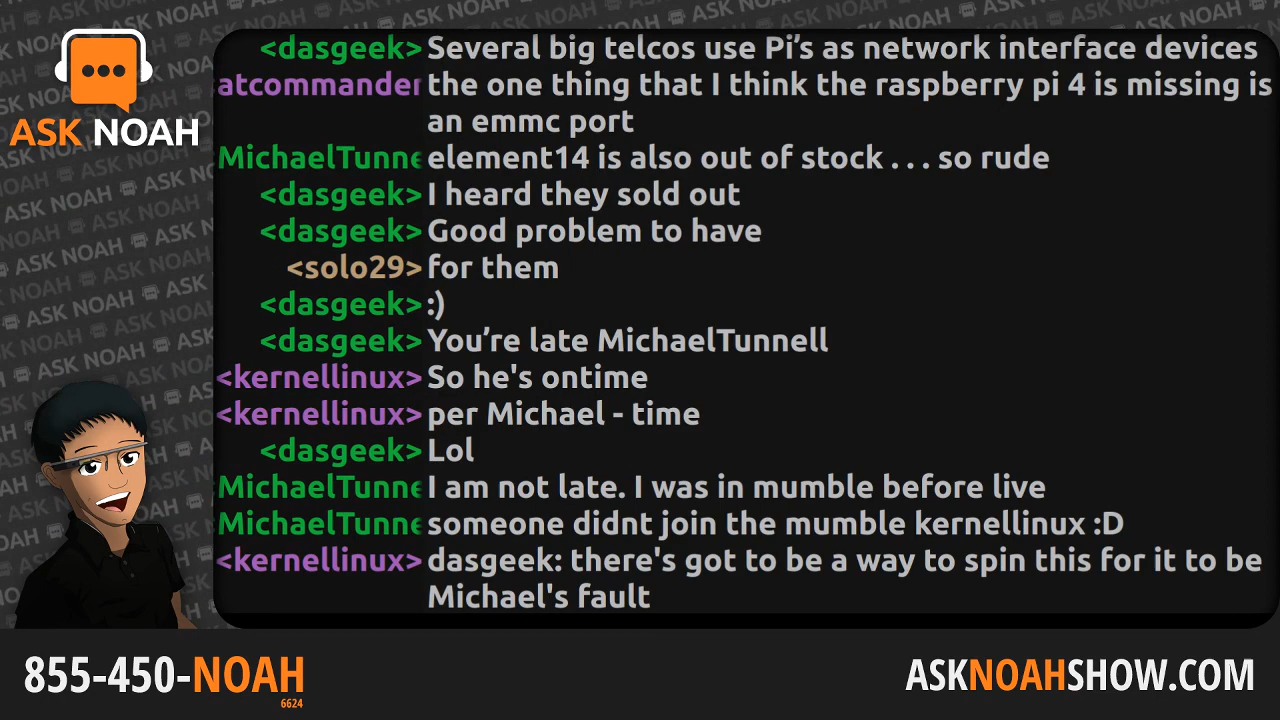 ASK NOAH
<dasgeek> Several big telcos use Pi’s as network interface devices
atcommander the one thing that I think the raspberry pi 4 is missing is
an emmc port
MichaelTunne element14 is also out of stock . . . so rude
<dasgeek> I heard they sold out
<dasgeek> Good problem to have
<solo29> for them
<dasgeek> :)
<dasgeek> You’re late MichaelTunnell
<kernellinux> So he's ontime
<kernellinux> per Michael - time
<dasgeek> Lol
MichaelTunne I am not late. I was in mumble before live
MichaelTunne someone didnt join the mumble kernellinux :D
<kernellinux> dasgeek: there's got to be a way to spin this for it to be
Michael's fault
855-450-NOAH
6624
ASKNOAHSHOW.COM